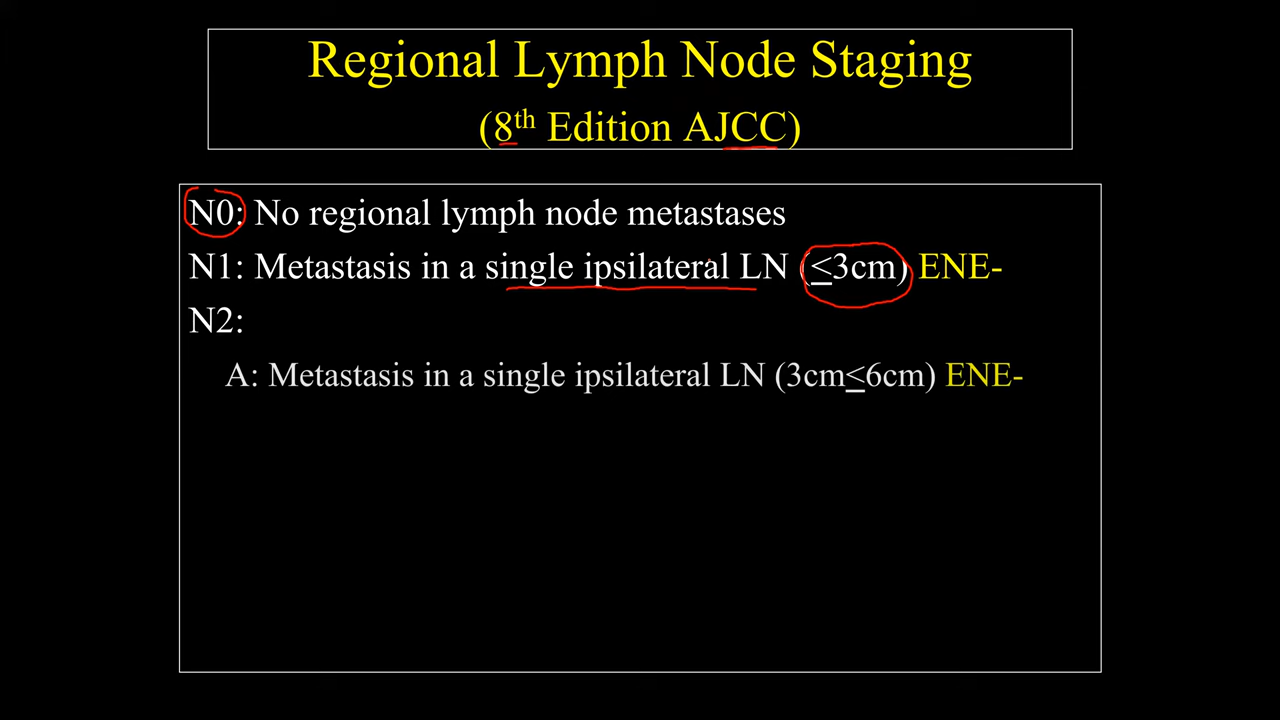 Regional Lymph Node Staging
(8th Edition AJCC)
N0: No regional lymph node metastases
N1: Metastasis in a single ipsilateral LN (≤3cm) ENE-
N2:
A: Metastasis in a single ipsilateral LN (3cm≤6cm) ENE-